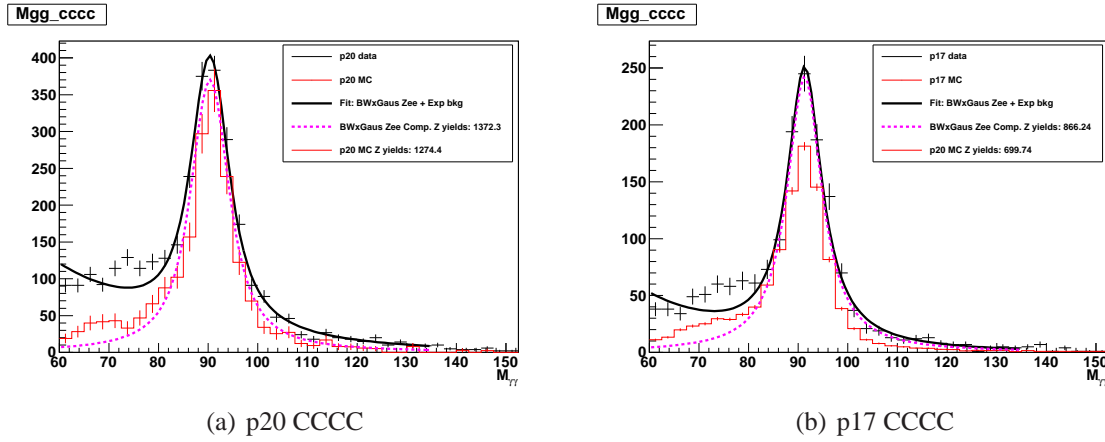 Mgg_cccc
400
350
300
250
200
150
100
50
0
60 70 80 90 100 110 120 130 140 150
Mγγ
p20 data
p20 MC
Fit: BWxGaus Zee + Exp bkg
BWxGaus Zee Comp. Z yields: 1372.3
p20 MC Z yields: 1274.4
(a) p20 CCCC
Mgg_cccc
250
200
150
100
50
0
60 70 80 90 100 110 120 130 140 150
Mγγ
p17 data
p17 MC
Fit: BWxGaus Zee + Exp bkg
BWxGaus Zee Comp. Z yields: 866.24
p20 MC Z yields: 699.74
(b) p17 CCCC